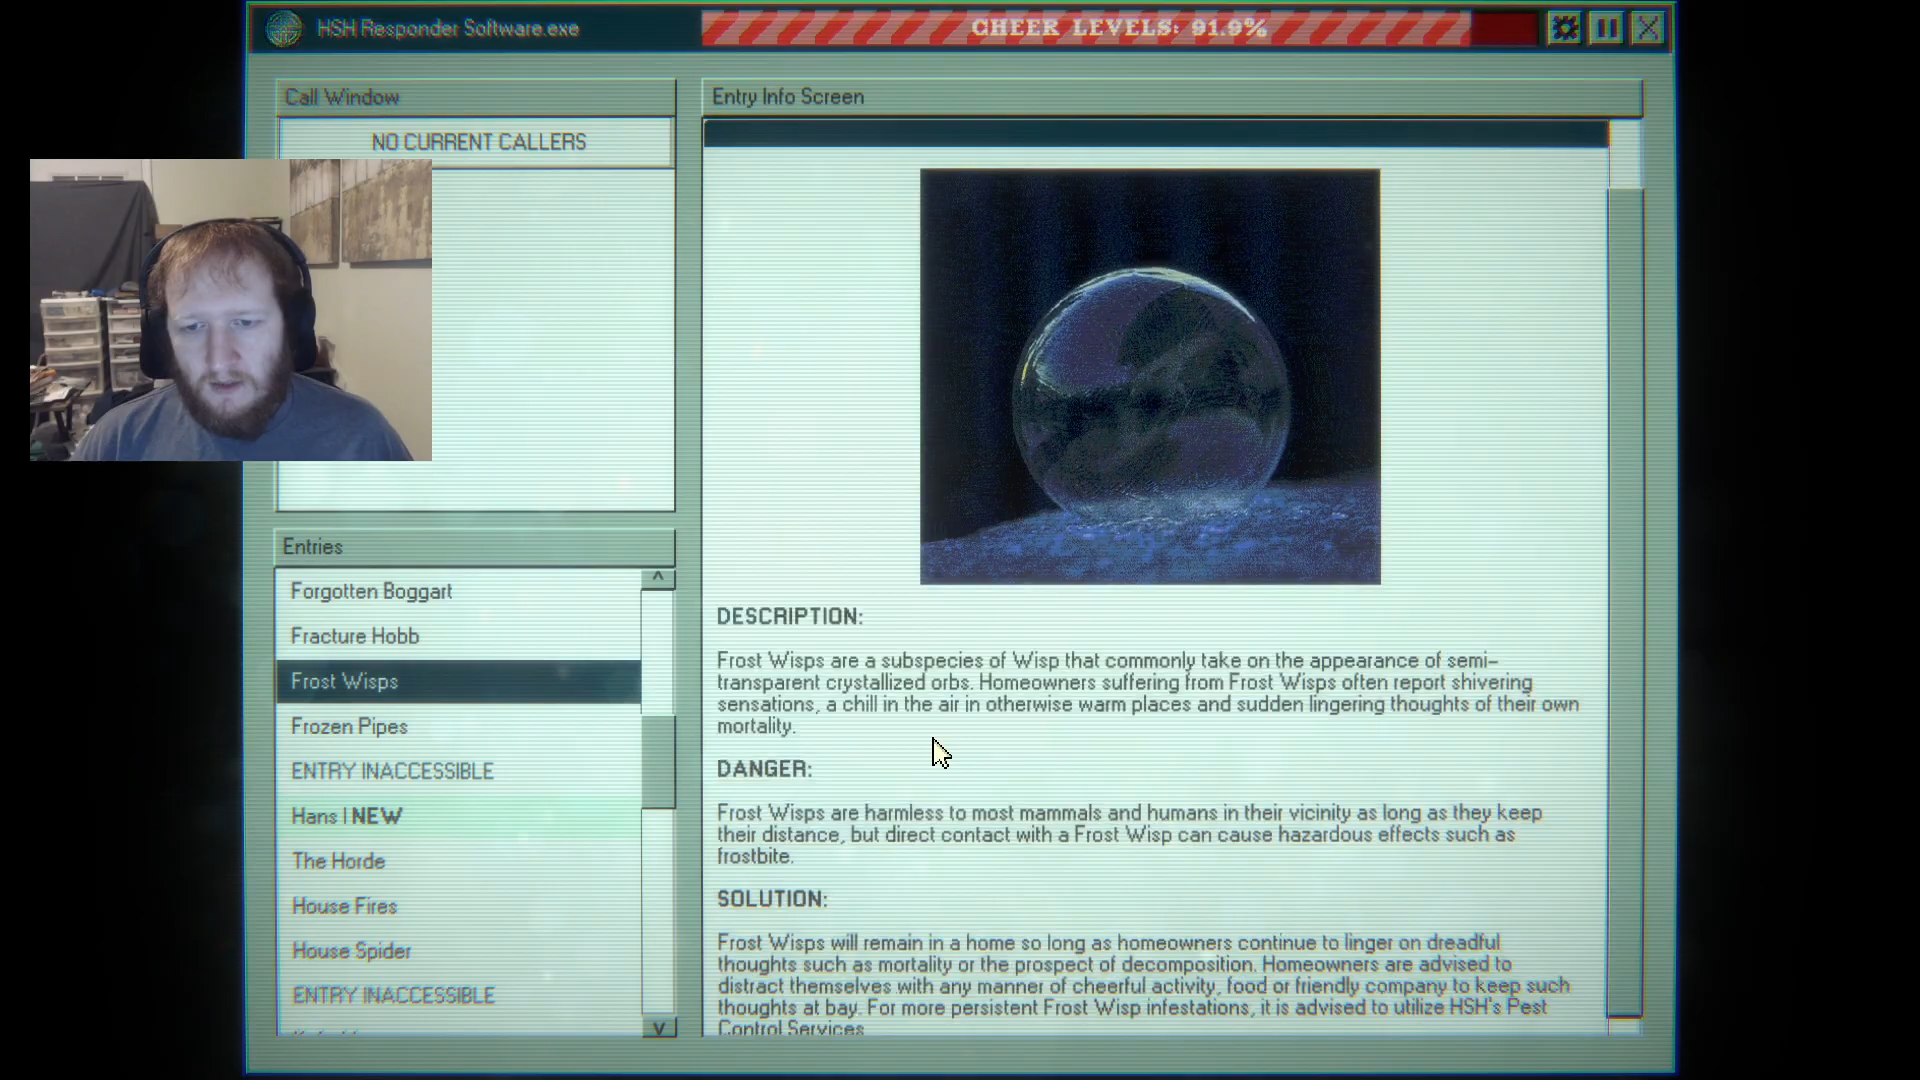 HSH Responder Software.exe
CHEER LEVELS: 91.9%
Call Window
NO CURRENT CALLERS
Entries
Forgotten Boggart
Fracture Hobb
Frost Wisps
Frozen Pipes
ENTRY INACCESSIBLE
Hans | NEW
The Horde
House Fires
House Spider
ENTRY INACCESSIBLE
Entry Info Screen
DESCRIPTION:
Frost Wisps are a subspecies of Wisp that commonly take on the appearance of semi-
transparent crystallized orbs. Homeowners suffering from Frost Wisps often report shivering
sensations, a chill in the air in otherwise warm places and sudden lingering thoughts of their own
mortality.
DANGER:
Frost Wisps are harmless to most mammals and humans in their vicinity as long as they keep
their distance, but direct contact with a Frost Wisp can cause hazardous effects such as
frostbite.
SOLUTION:
Frost Wisps will remain in a home so long as homeowners continue to linger on dreadful
thoughts such as mortality or the prospect of decomposition. Homeowners are advised to
distract themselves with any manner of cheerful activity, food or friendly company to keep such
thoughts at bay. For more persistent Frost Wisp infestations, it is advised to utilize HSH's Pest
Control Services